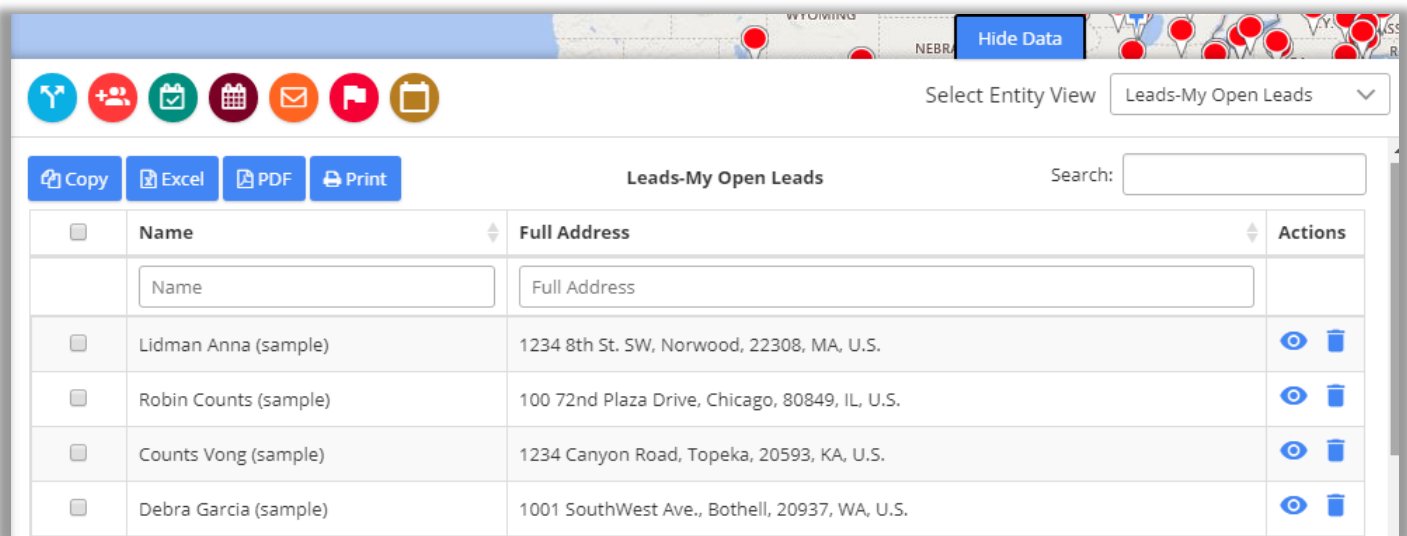 WYOMING
NEBRA
Hide Data
Select Entity View Leads-My Open Leads
Copy Excel PDF Print Leads-My Open Leads Search:
Name Full Address Actions
Name Full Address
Lidman Anna (sample) 1234 8th St. SW, Norwood, 22308, MA, U.S.
Robin Counts (sample) 100 72nd Plaza Drive, Chicago, 80849, IL, U.S.
Counts Vong (sample) 1234 Canyon Road, Topeka, 20593, KA, U.S.
Debra Garcia (sample) 1001 SouthWest Ave., Bothell, 20937, WA, U.S.